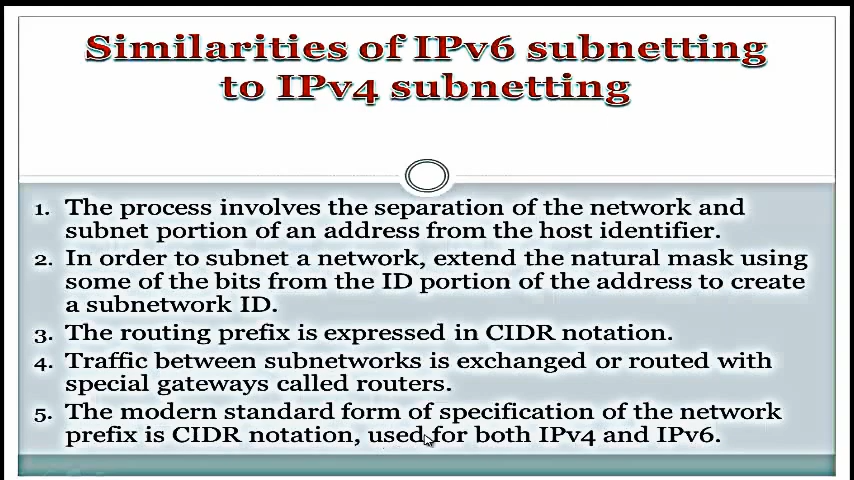 Similarities of IPv6 subnetting
to IPv4 subnetting
1. The process involves the separation of the network and
subnet portion of an address from the host identifier.
2. In order to subnet a network, extend the natural mask using
some of the bits from the ID portion of the address to create
a subnetwork ID.
3. The routing prefix is expressed in CIDR notation.
4. Traffic between subnetworks is exchanged or routed with
special gateways called routers.
5. The modern standard form of specification of the network
prefix is CIDR notation, used for both IPv4 and IPv6.